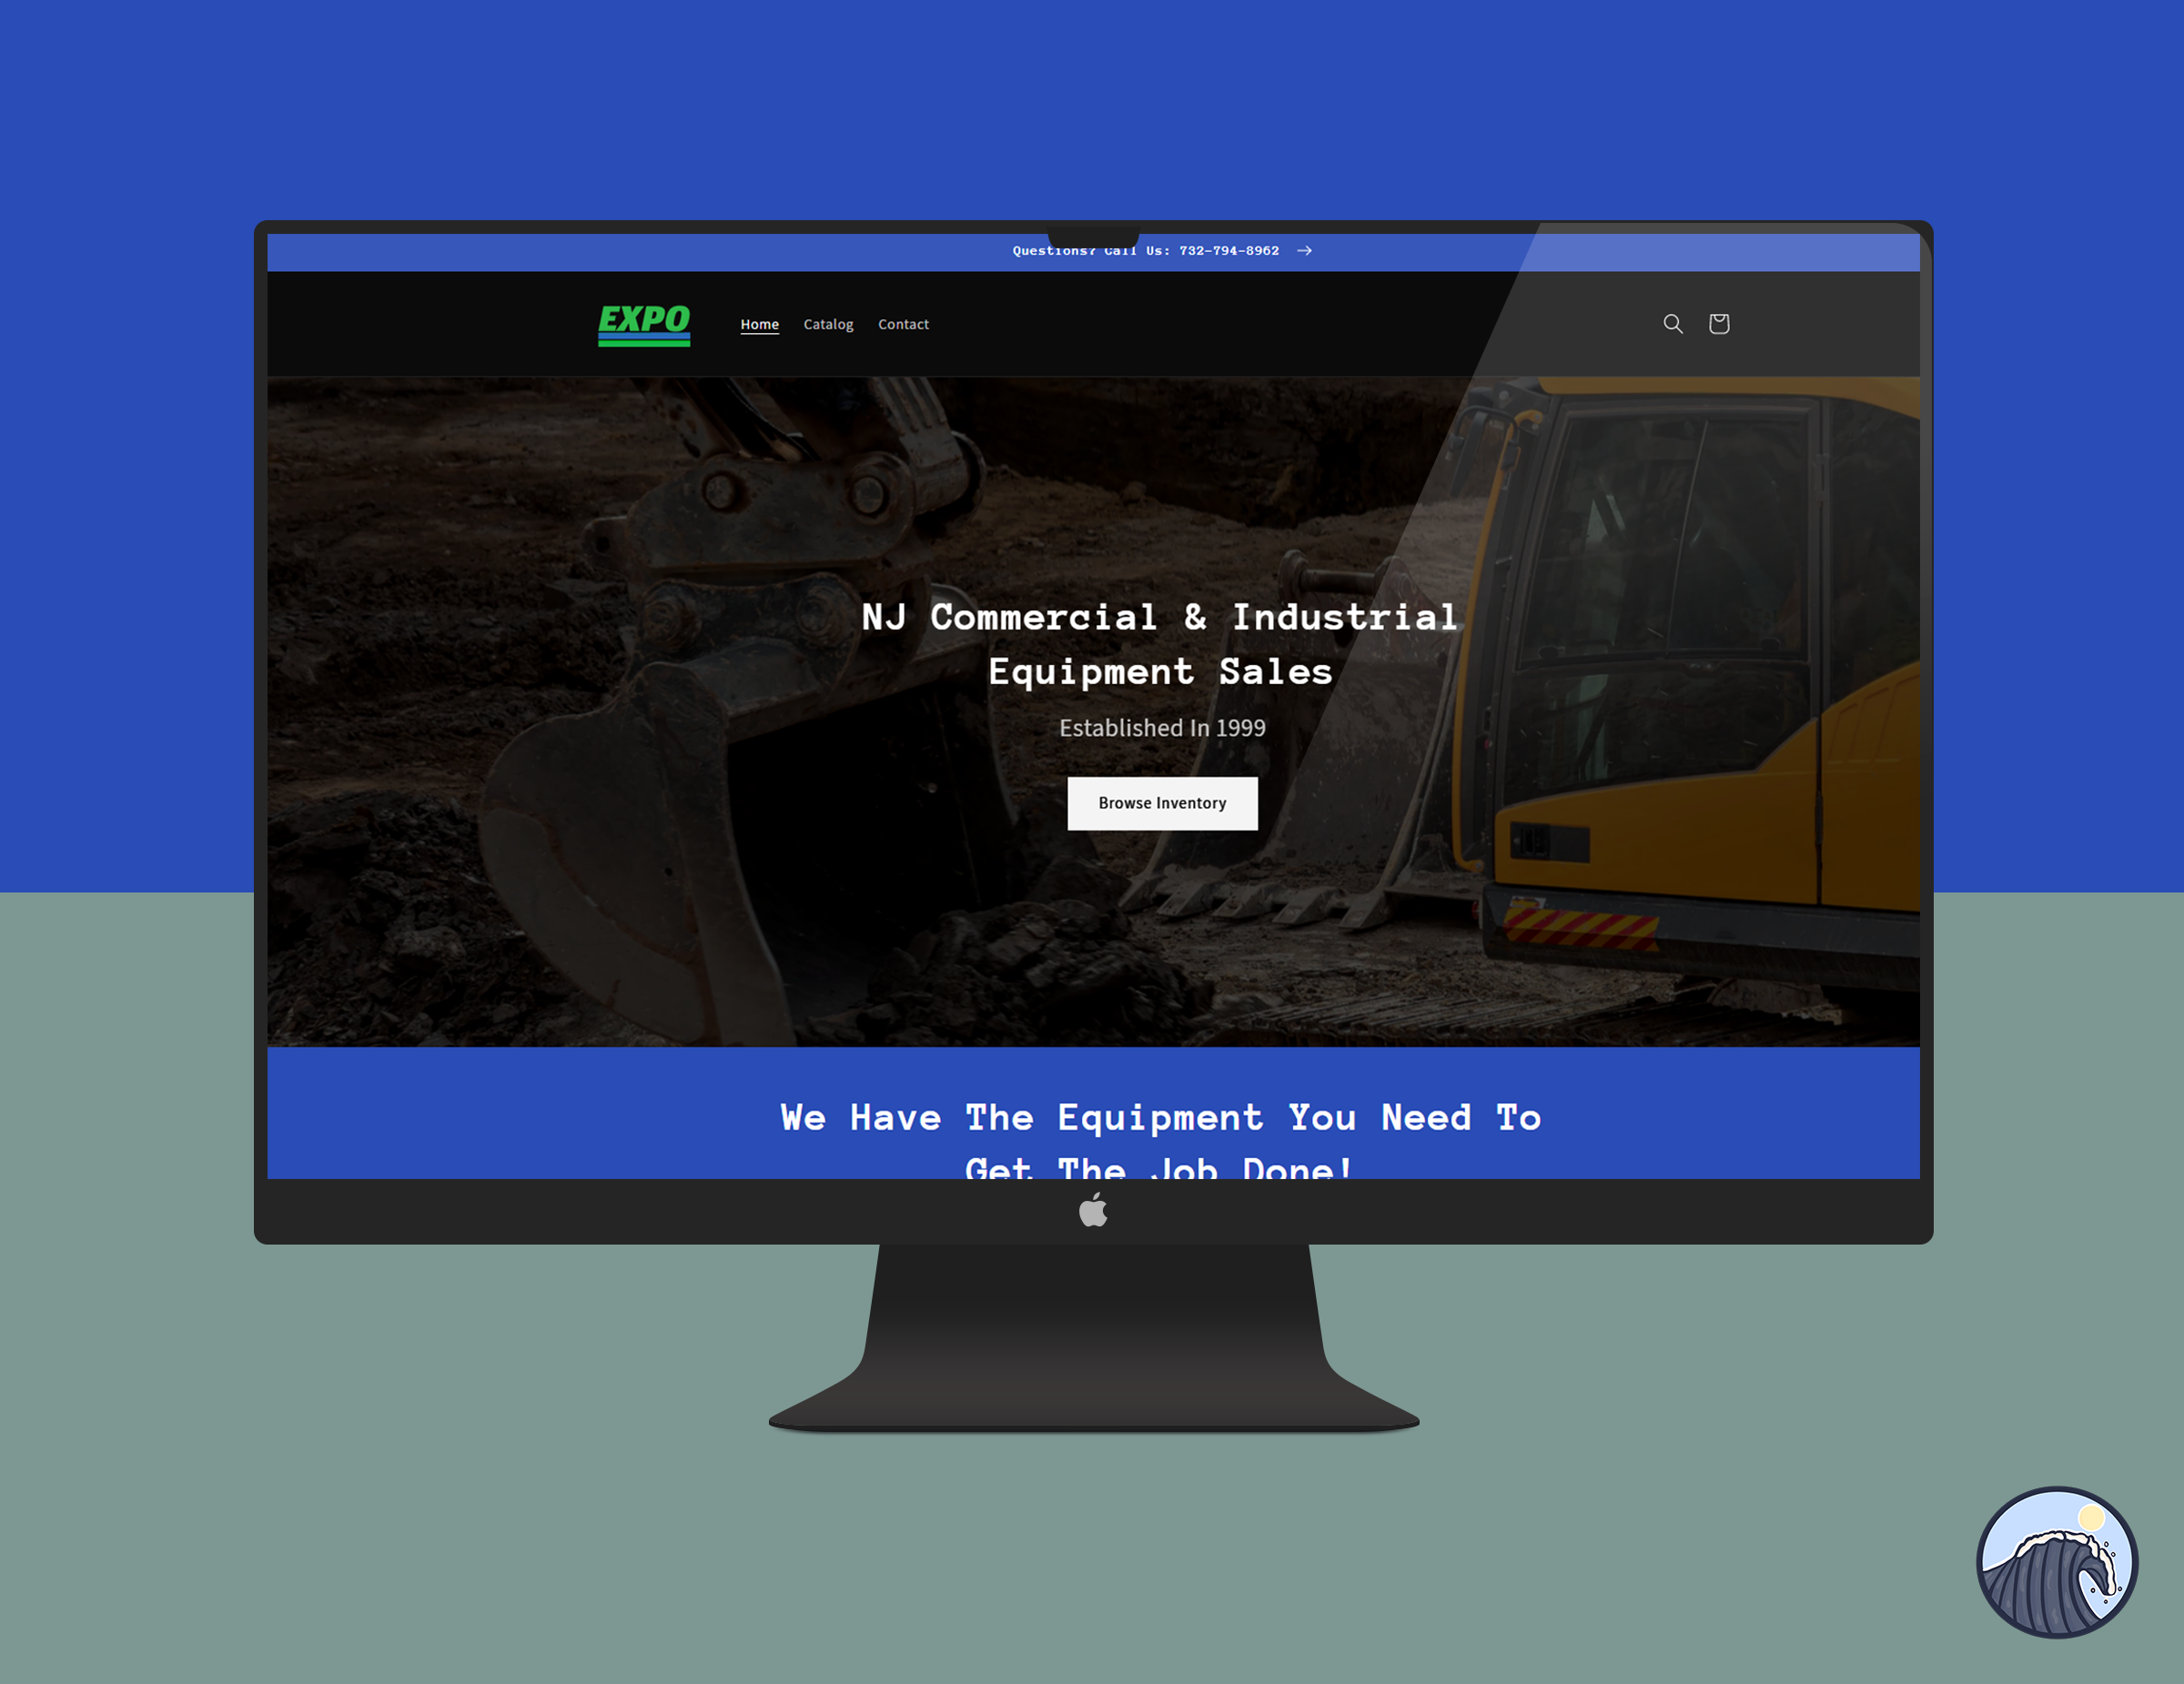 Questions? Call Us: 732-794-8962
EXPO
Home
Catalog
Contact
NJ Commercial & Industrial
Equipment Sales
Established In 1999
Browse Inventory
We Have The Equipment You Need To
Get The Job Done!